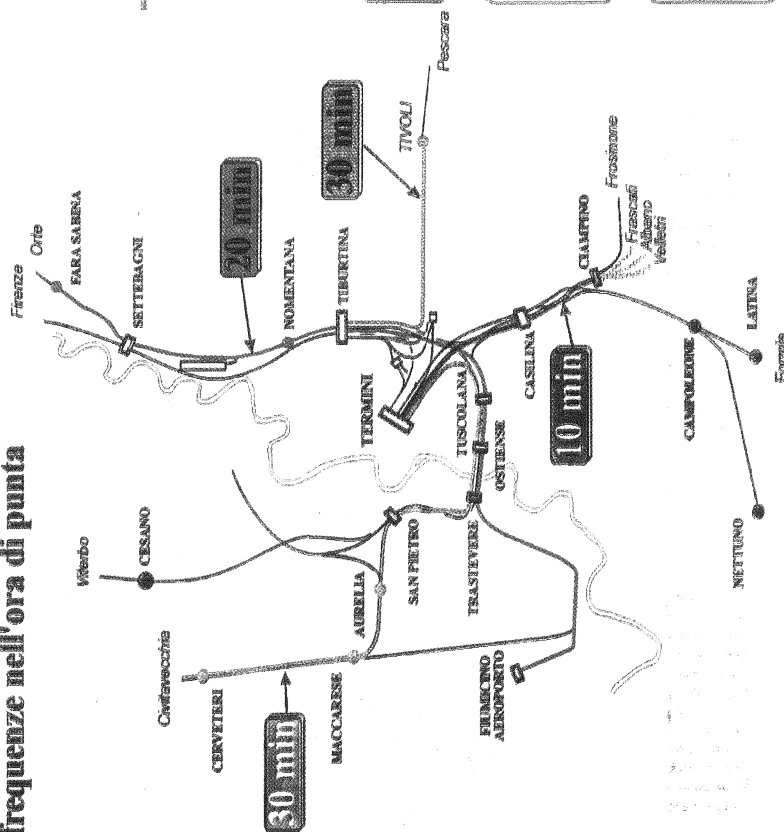 frequenze nell'ora di punta
Firenze
Orte
FARA SABINA
Viterbo
CESANO
SETTEBAGNI
Civitavecchia
CERVETERI
20 min
30 min
NOMENTANA
30 min
MACCARESE
TIBURTINA
AURELIA
TERMINI
TIVOLI
Pescara
SAN PIETRO
TUSCOLANA
TRASTEVERE
OSTIENSE
FIUMICINO
AEROPORTO
CASILINA
10 min
CIAMPINO
Frosinone
Frascati
Albano
Velletri
CAMPOLEONE
NETTUNO
LATINA